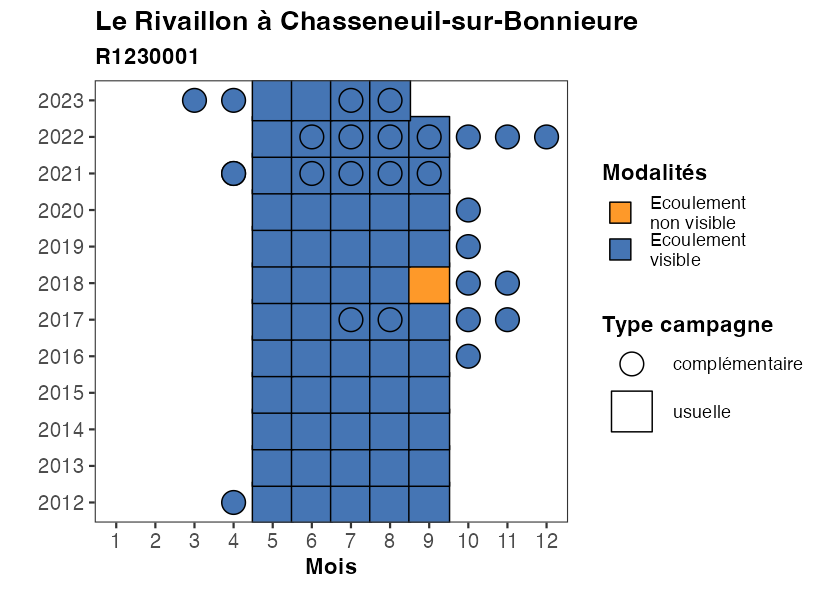 Le Rivaillon à Chasseneuil-sur-Bonnieure
R1230001
2023
2022
2021
2020
2019
2018
2017
2016
2015
2014
2013
2012
1 2 3 4 5 6 7 8 9 10 11 12
Mois
Modalités
Ecoulement
non visible
Ecoulement
visible
Type campagne
complémentaire
usuelle